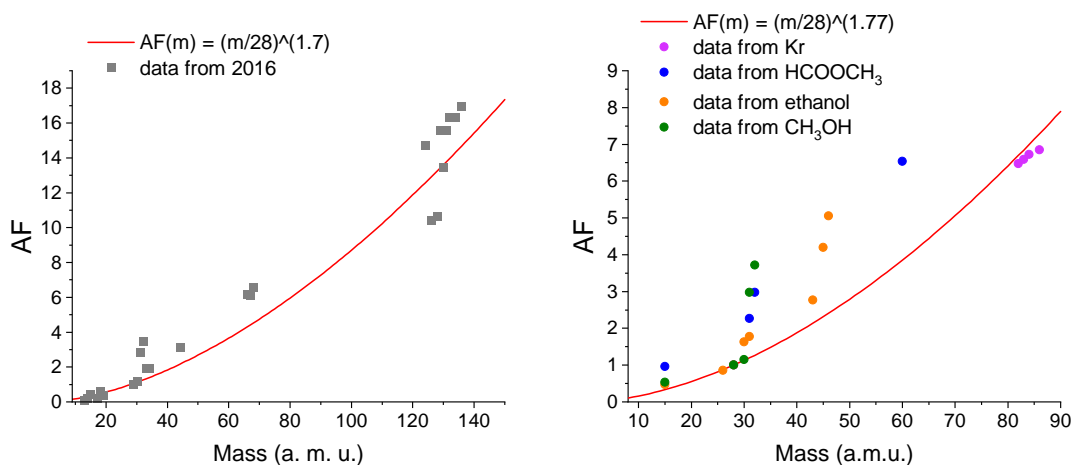 AF(m) = (m/28)^(1.7)
data from 2016
18
16
14
12
10
8
6
4
2
0
AF
20 40 60 80 100 120 140
Mass (a. m. u.)
AF(m) = (m/28)^(1.77)
data from Kr
data from HCOOCH₃
data from ethanol
data from CH₃OH
9
8
7
6
5
4
3
2
1
0
AF
10 20 30 40 50 60 70 80 90
Mass (a.m.u.)